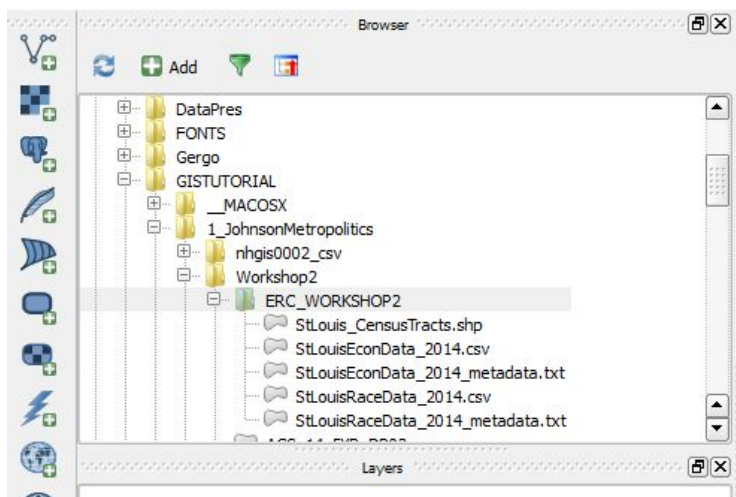 Browser
Add
DataPres
FONTS
Gergo
GISTUTORIAL
__MACOSX
1_JohnsonMetropolitics
nhgis0002_csv
Workshop2
ERC_WORKSHOP2
StLouis_CensusTracts.shp
StLouisEconData_2014.csv
StLouisEconData_2014_metadata.txt
StLouisRaceData_2014.csv
StLouisRaceData_2014_metadata.txt
Layers